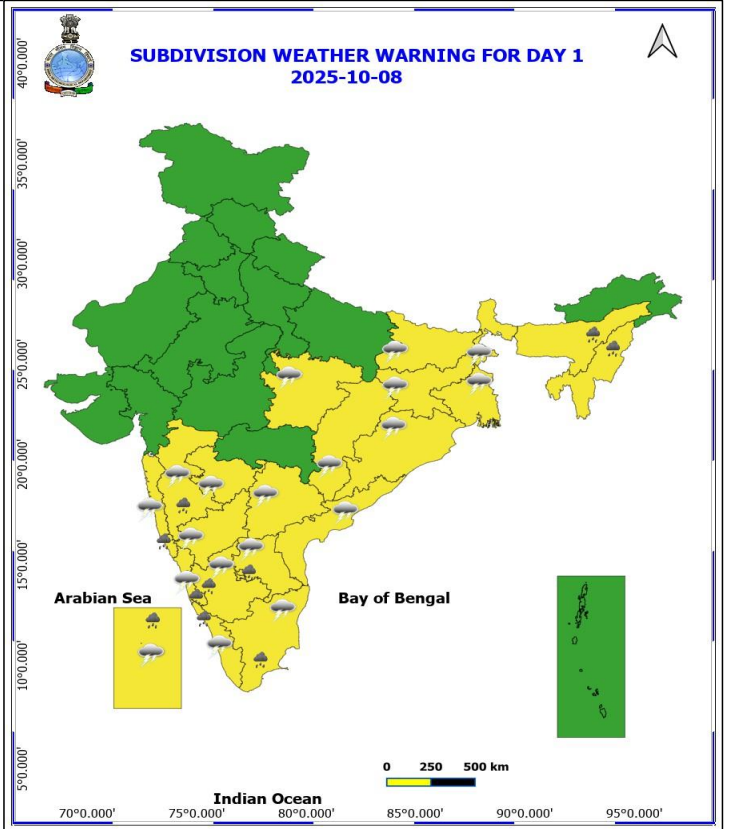 SUBDIVISION WEATHER WARNING FOR DAY 1
2025-10-08
40°0.000'
35°0.000'
30°0.000'
25°0.000'
20°0.000'
15°0.000'
10°0.000'
5°0.000'
Arabian Sea
Bay of Bengal
0 250 500 km
Indian Ocean
70°0.000' 75°0.000' 80°0.000' 85°0.000' 90°0.000' 95°0.000'